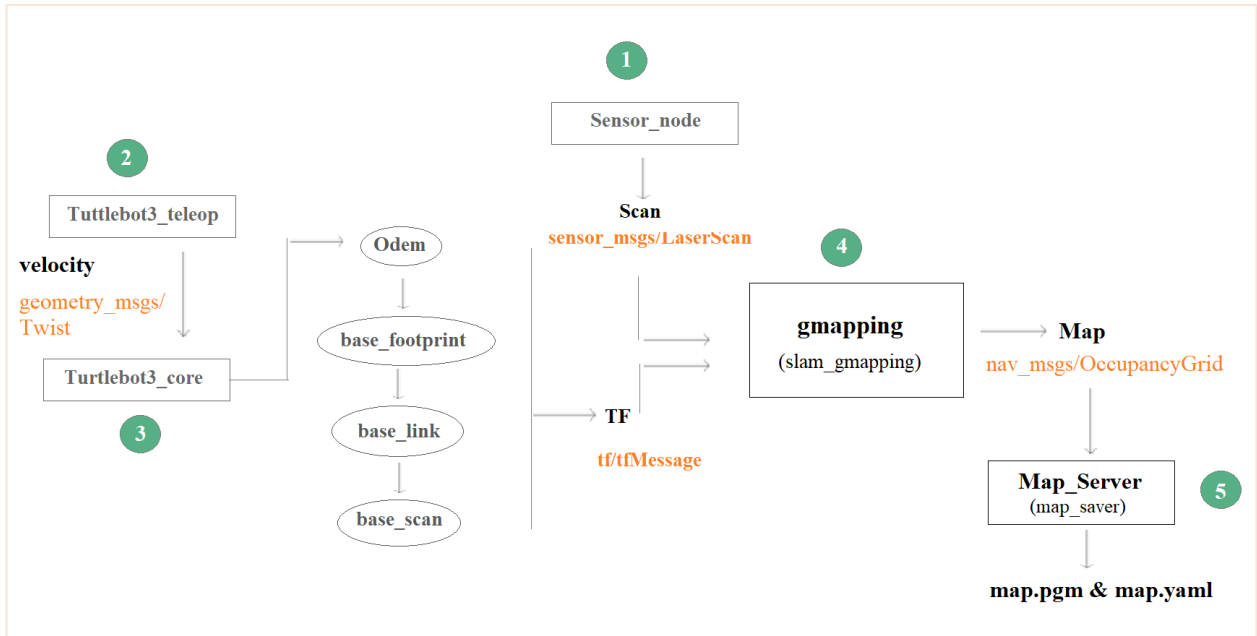 1
Sensor_node
Scan
sensor_msgs/LaserScan
2
Tuttlebot3_teleop
velocity
geometry_msgs/
Twist
Turtlebot3_core
3
Odem
base_footprint
base_link
base_scan
TF
tf/tfMessage
4
gmapping
(slam_gmapping)
Map
nav_msgs/OccupancyGrid
Map_Server
(map_saver)
5
map.pgm & map.yaml